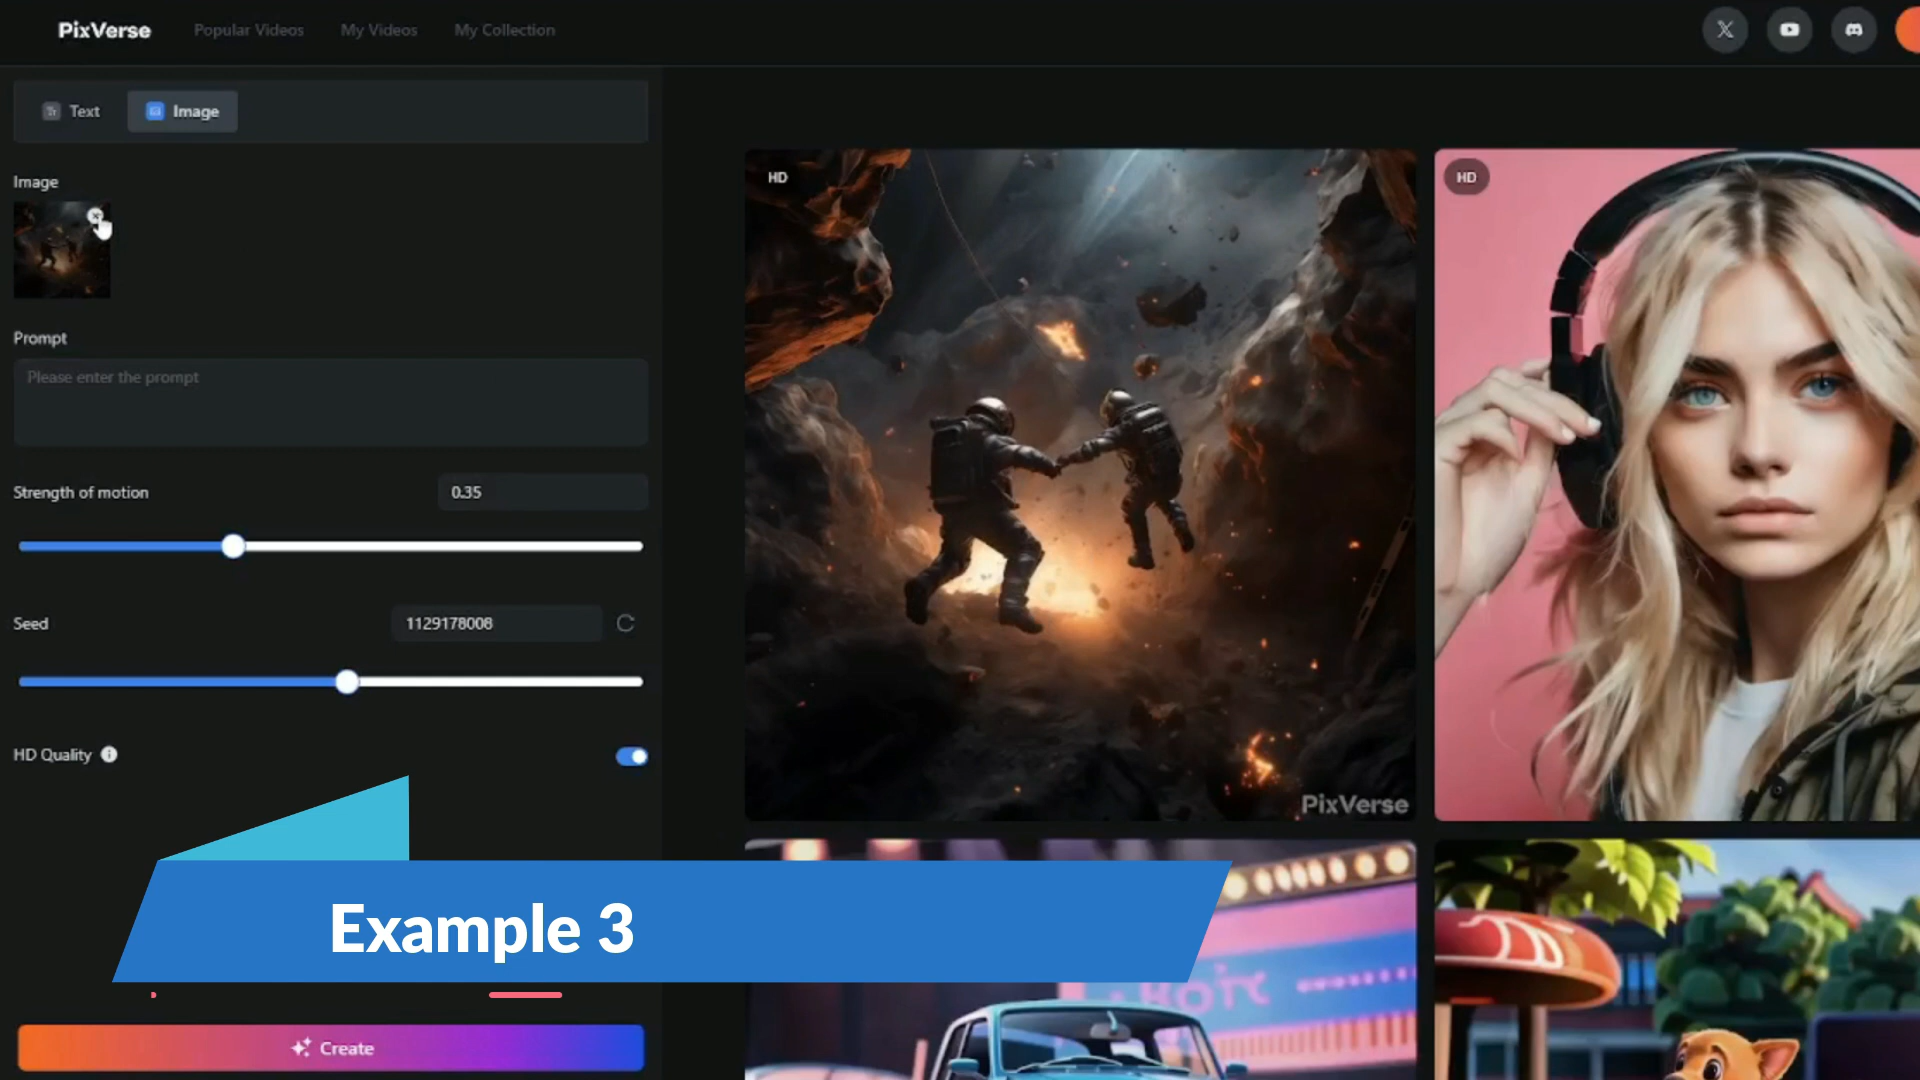 PixVerse
Popular Videos
My Videos
My Collection
Text
Image
Image
Prompt
Please enter the prompt
Strength of motion
0.35
Seed
1129178008
HD Quality
Create
HD
HD
PixVerse
Example 3